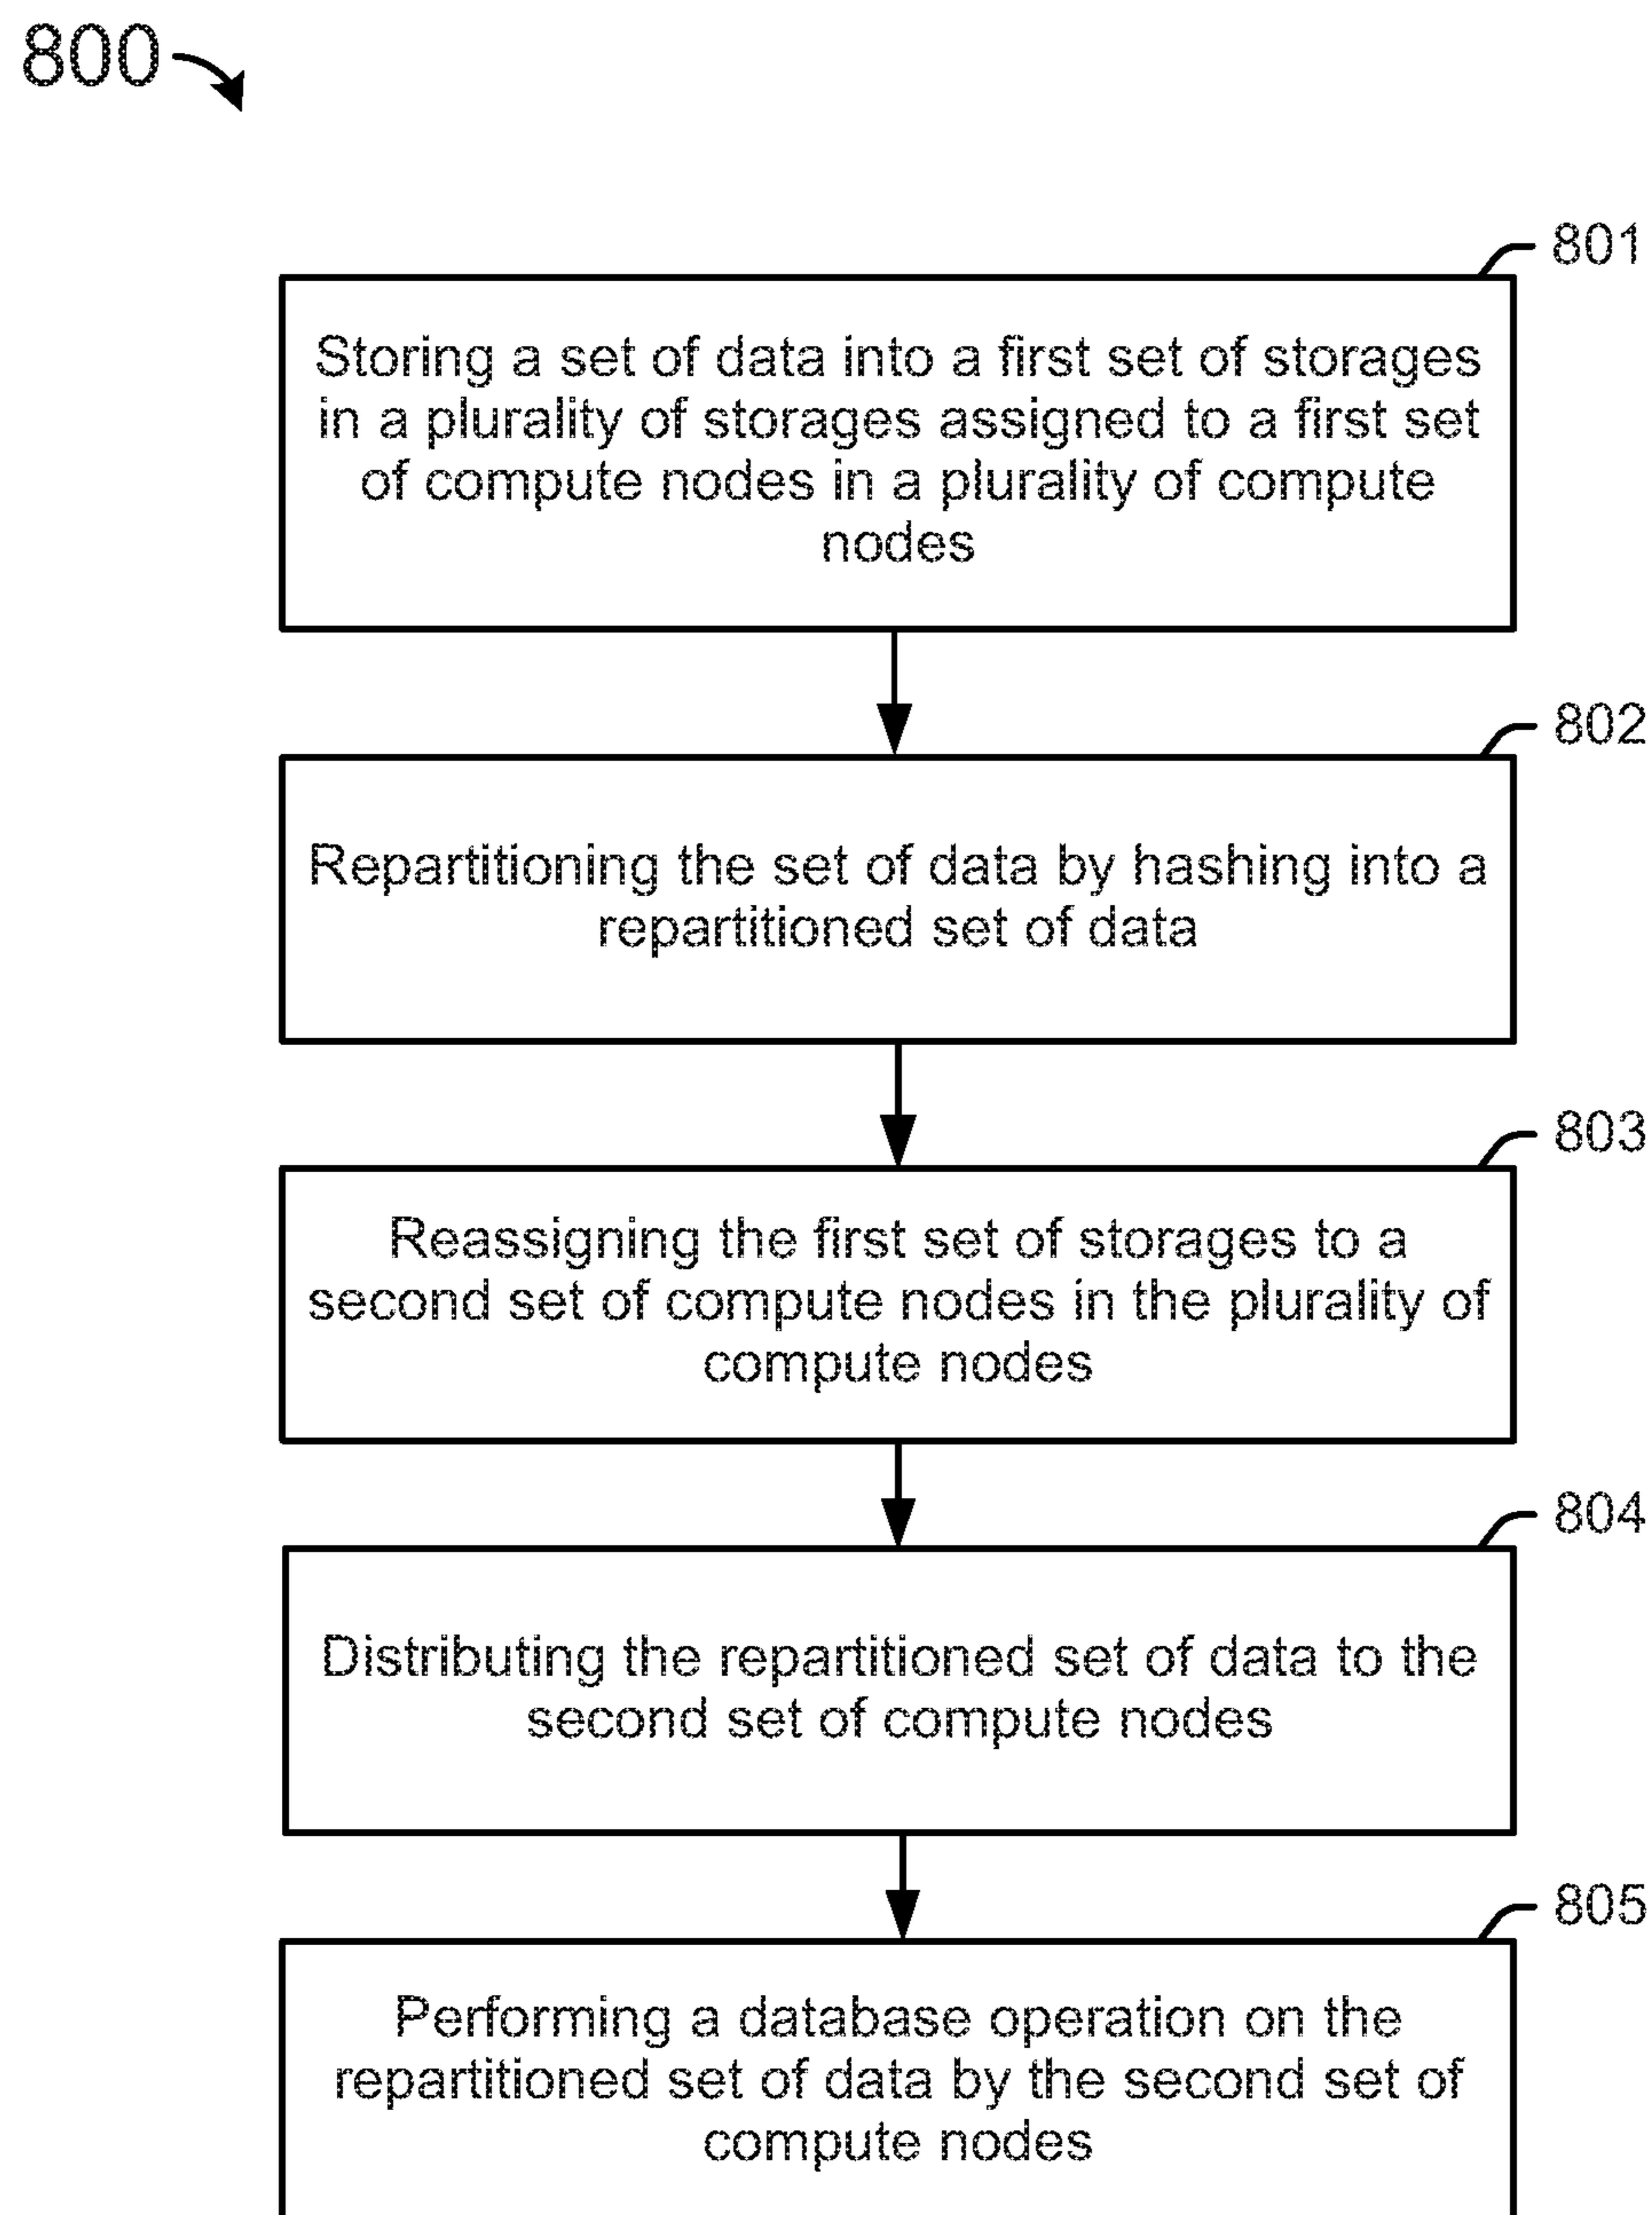 800
801
Storing a set of data into a first set of storages
in a plurality of storages assigned to a first set
of compute nodes in a plurality of compute
nodes
802
Repartitioning the set of data by hashing into a
repartitioned set of data
803
Reassigning the first set of storages to a
second set of compute nodes in the plurality of
compute nodes
804
Distributing the repartitioned set of data to the
second set of compute nodes
805
Performing a database operation on the
repartitioned set of data by the second set of
compute nodes